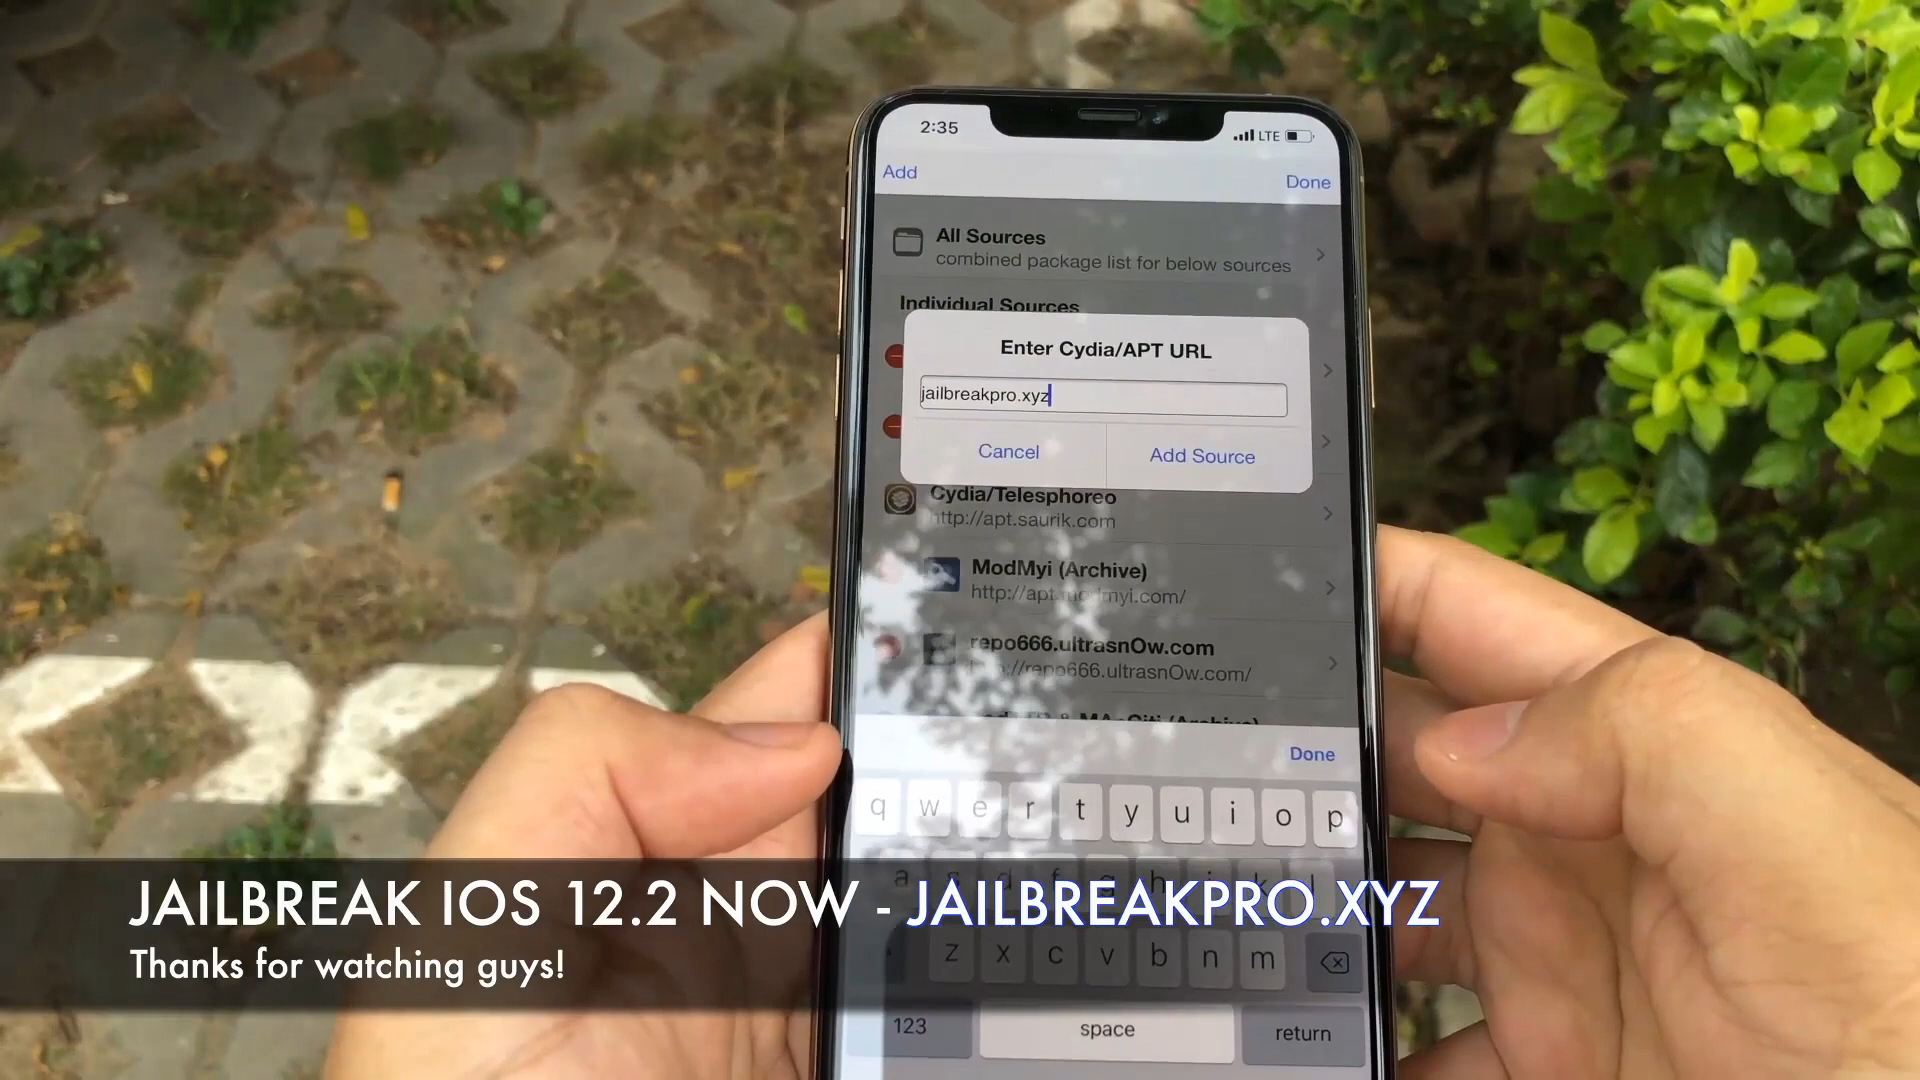 2:35
LTE
Add
Done
All Sources
combined package list for below sources
Individual Sources
Enter Cydia/APT URL
jailbreakpro.xyz
Cancel
Add Source
Cydia/Telesphoreo
http://apt.saurik.com
ModMyi (Archive)
repo666.ultrasn0w.com
Done
q w e r t y u i o p
JAILBREAK IOS 12.2 NOW - JAILBREAKPRO.XYZ
z x c v b n m
Thanks for watching guys!
123
space
return